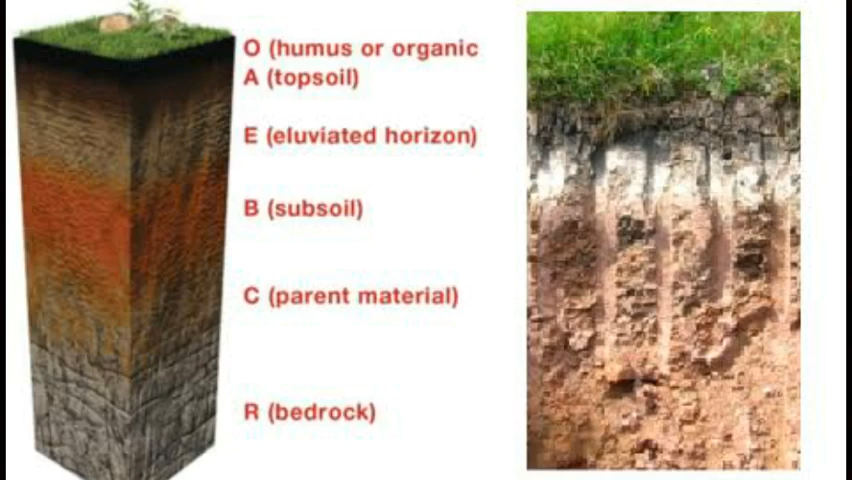 O (humus or organic
A (topsoil)
E (eluviated horizon)
B (subsoil)
C (parent material)
R (bedrock)